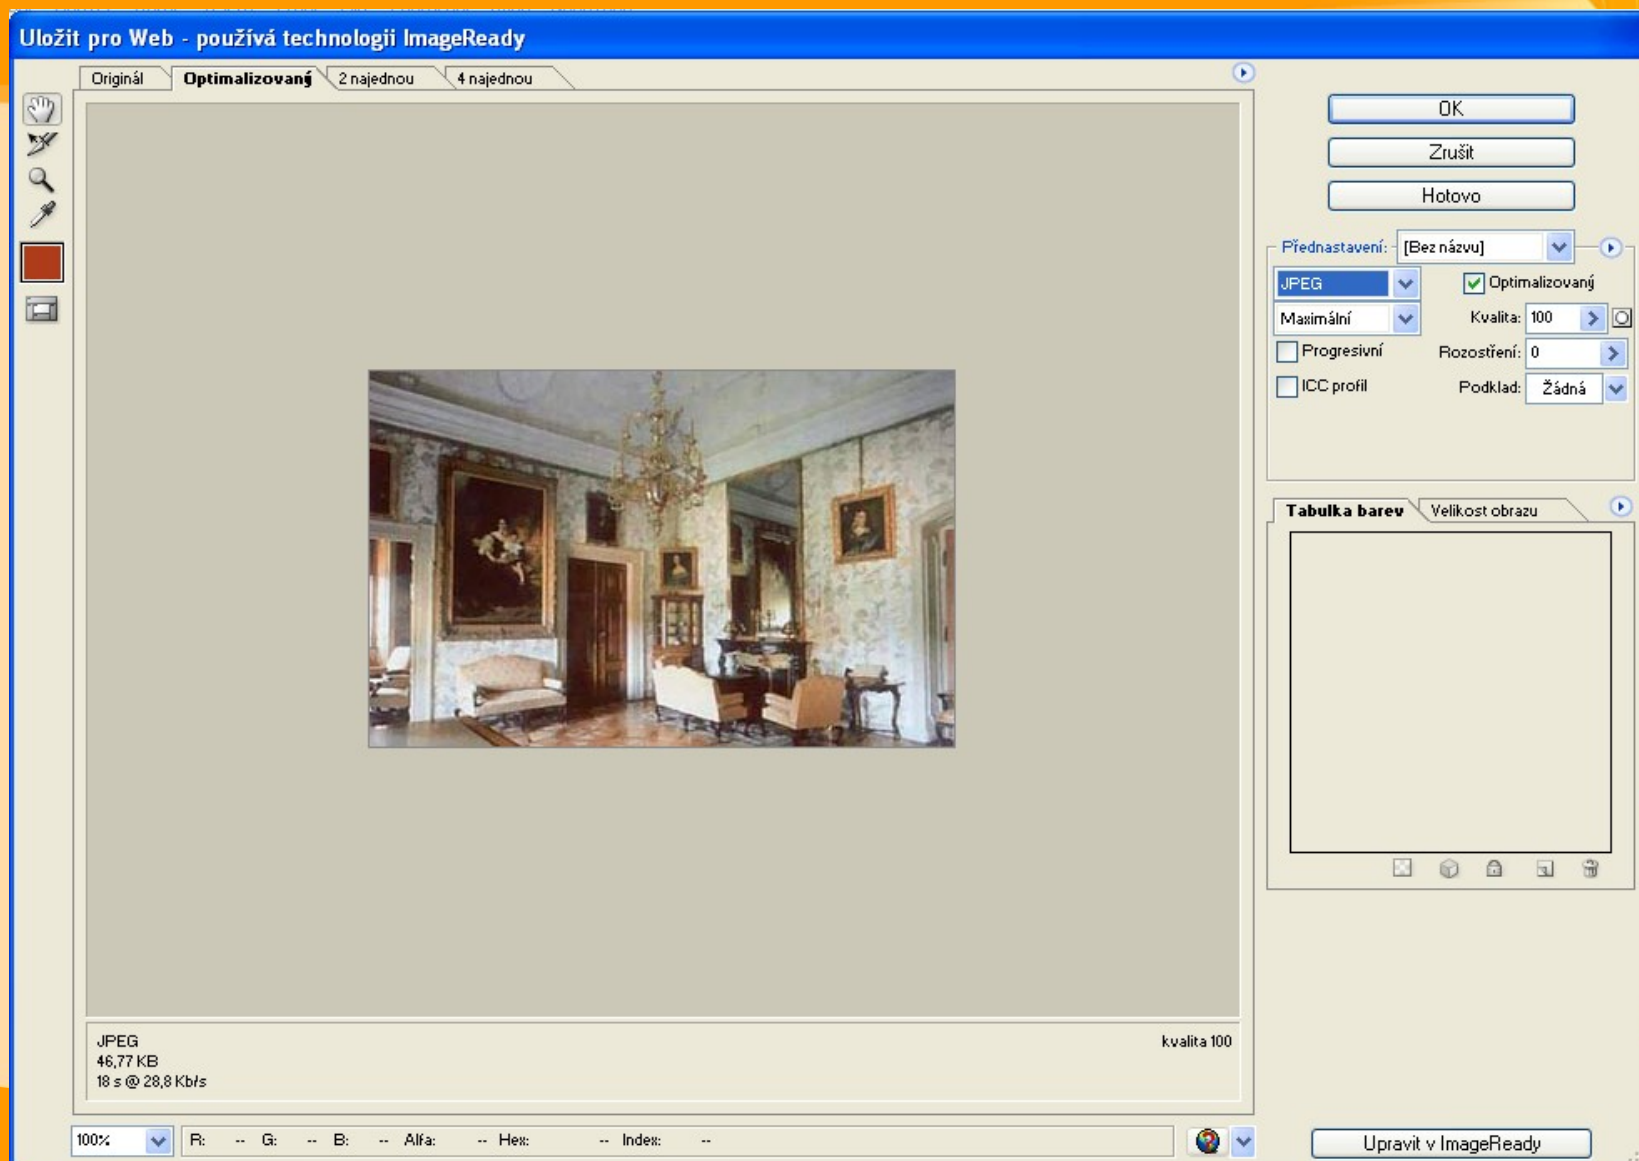 Uložit pro Web - používá technologii ImageReady
Originál
Optimalizovaný
2 najednou
4 najednou
OK
Zrušit
Hotovo
Přednastavení:
[Bez názvu]
JPEG
Optimalizovaný
Maximální
Kvalita: 100
Progresivní
Rozostření: 0
ICC profil
Podklad: Žádná
Tabulka barev
Velikost obrazu
JPEG
kvalita 100
46,77 KB
18 s @ 28,8 Kb/s
100% R: -- G: -- B: -- Alfa: -- Hex: -- Index: --
Upravit v ImageReady